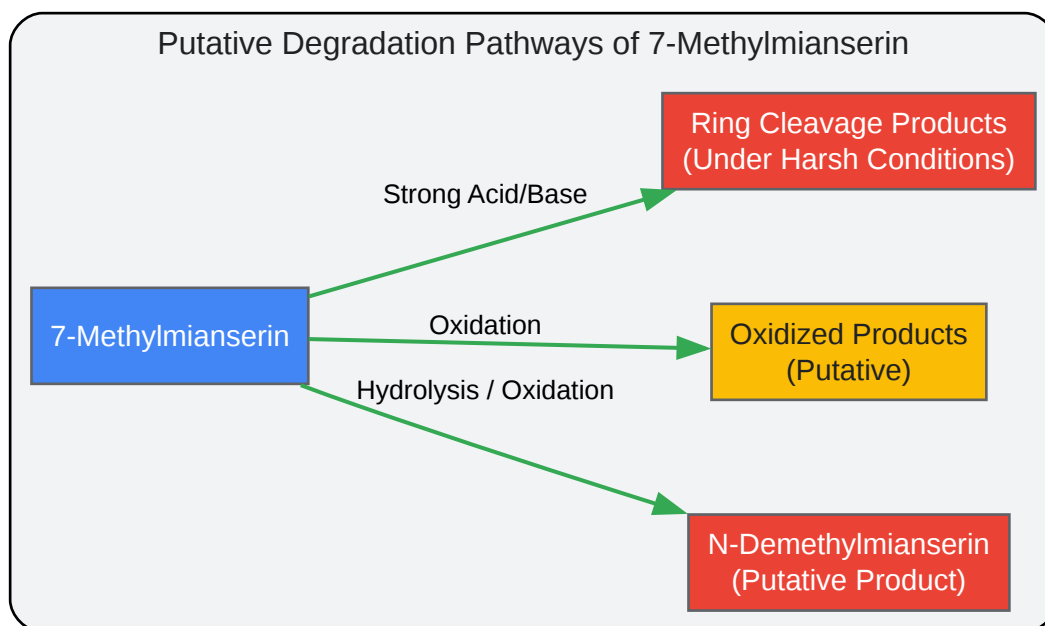 Putative Degradation Pathways of 7-Methylmianserin
Ring Cleavage Products
(Under Harsh Conditions)
Strong Acid/Base
7-Methylmianserin
Oxidation
Oxidized Products
(Putative)
Hydrolysis / Oxidation
N-Demethylmianserin
(Putative Product)